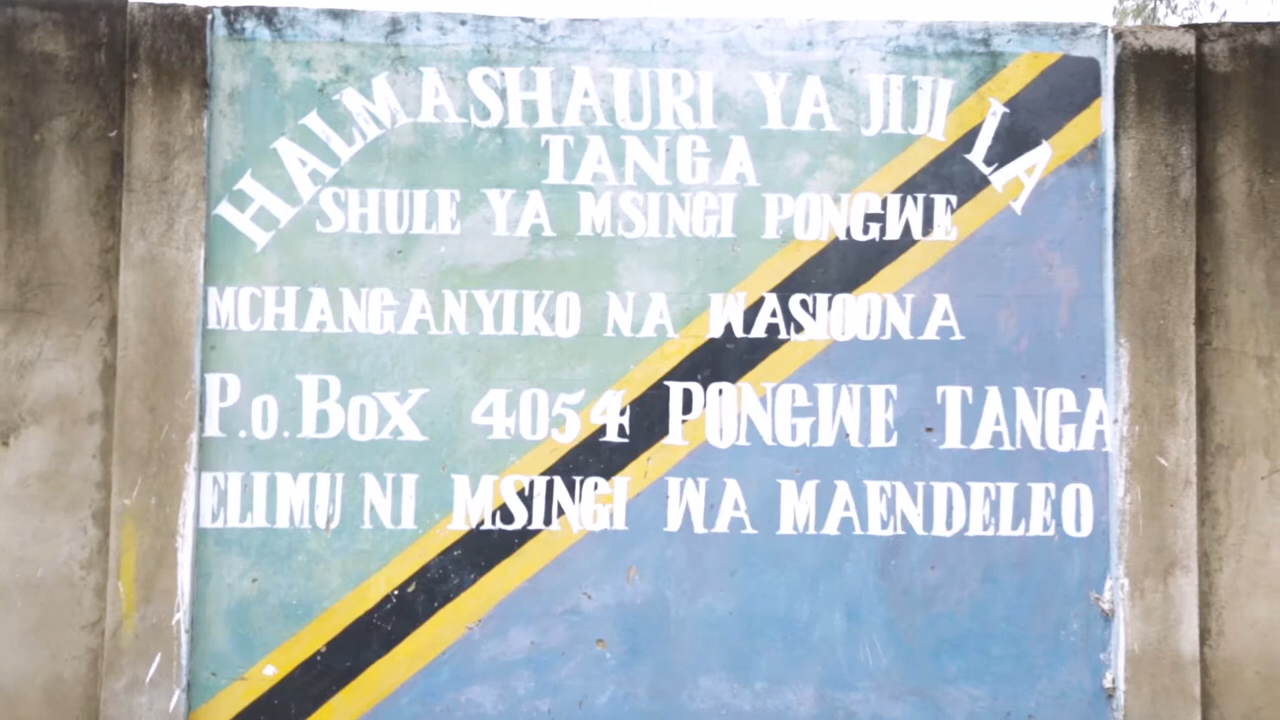 HALMASHAURI YA JIJI LA
TANGA
SHULE YA MSINGI PONGWE
MCHANGANYIKO NA WASIOONA
P.o. Box 4054 PONGWE TANGA
ELIMU NI MSINGI WA MAENDELEO